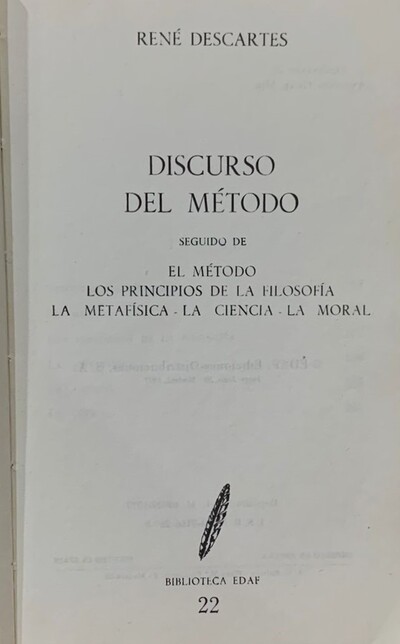 RENÉ DESCARTES
DISCURSO
DEL MÉTODO
SEGUIDO DE
EL MÉTODO
LOS PRINCIPIOS DE LA FILOSOFÍA
LA METAFÍSICA - LA CIENCIA - LA MORAL
BIBLIOTECA EDAF
22